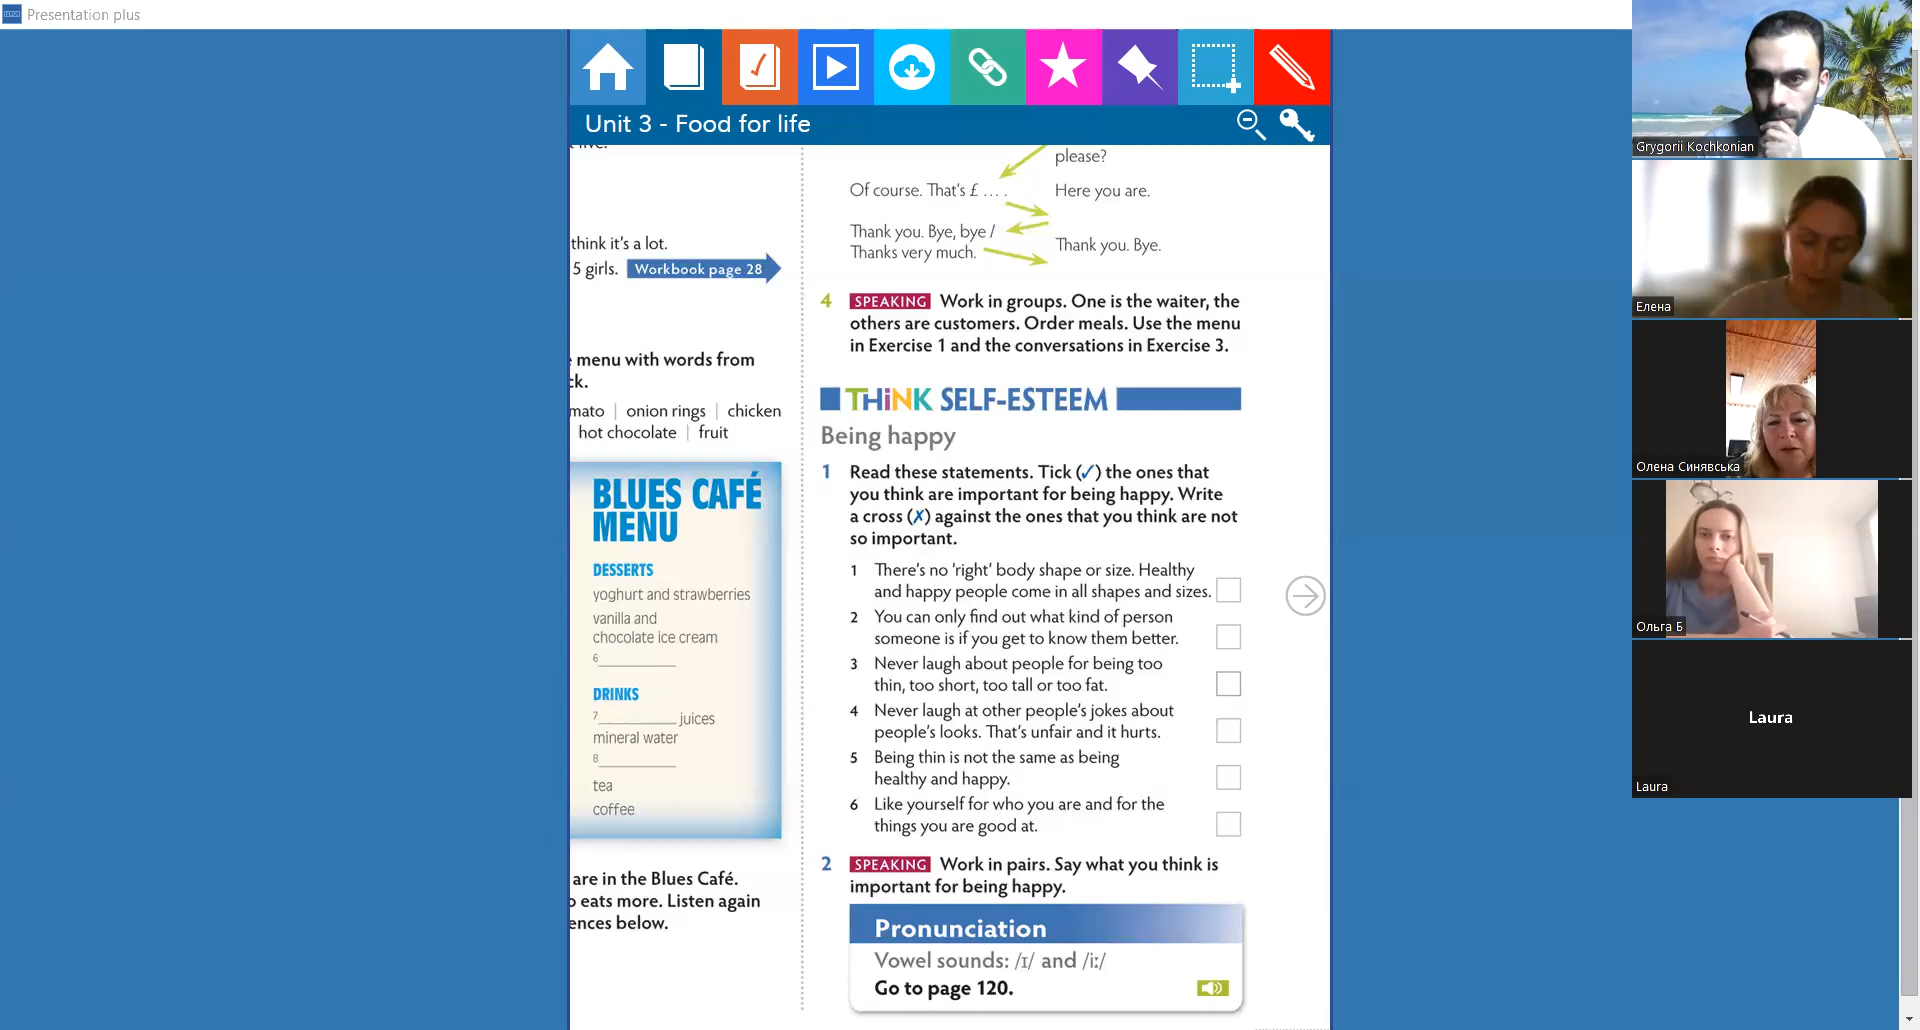 Presentation plus
Unit 3 - Food for life
think it's a lot.
5 girls. Workbook page 28
menu with words from
ck.
mato | onion rings | chicken
hot chocolate | fruit
BLUES CAFÉ
MENU
DESSERTS
yoghurt and strawberries
vanilla and
chocolate ice cream
6
DRINKS
7 juices
mineral water
8
tea
coffee
are in the Blues Café.
o eats more. Listen again
ences below.
please?
Of course. That's £ ... . Here you are.
Thank you. Bye, bye /
Thanks very much. Thank you. Bye.
4 SPEAKING Work in groups. One is the waiter, the
others are customers. Order meals. Use the menu
in Exercise 1 and the conversations in Exercise 3.
THiNK SELF-ESTEEM
Being happy
1 Read these statements. Tick (✓) the ones that
you think are important for being happy. Write
a cross (✗) against the ones that you think are not
so important.
1 There's no 'right' body shape or size. Healthy
and happy people come in all shapes and sizes.
2 You can only find out what kind of person
someone is if you get to know them better.
3 Never laugh about people for being too
thin, too short, too tall or too fat.
4 Never laugh at other people's jokes about
people's looks. That's unfair and it hurts.
5 Being thin is not the same as being
healthy and happy.
6 Like yourself for who you are and for the
things you are good at.
2 SPEAKING Work in pairs. Say what you think is
important for being happy.
Pronunciation
Vowel sounds: /ɪ/ and /iː/
Go to page 120.
Grygorii Kochkonian
Елена
Олена Синявська
Ольга Б
Laura
Laura